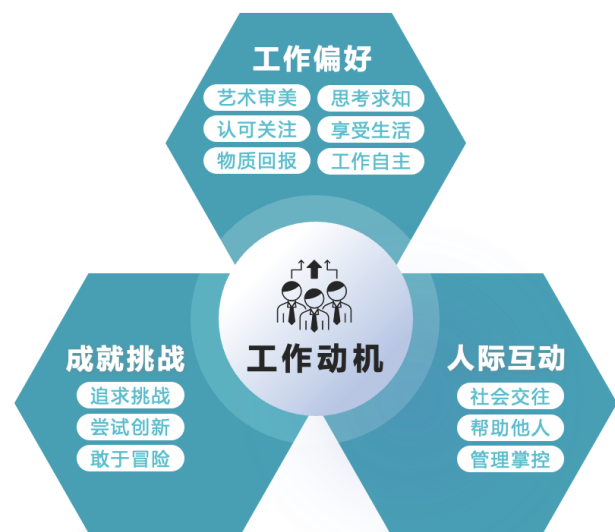 工作偏好
艺术审美 思考求知
认可关注 享受生活
物质回报 工作自主
工作动机
成就挑战
追求挑战
尝试创新
敢于冒险
人际互动
社会交往
帮助他人
管理掌控